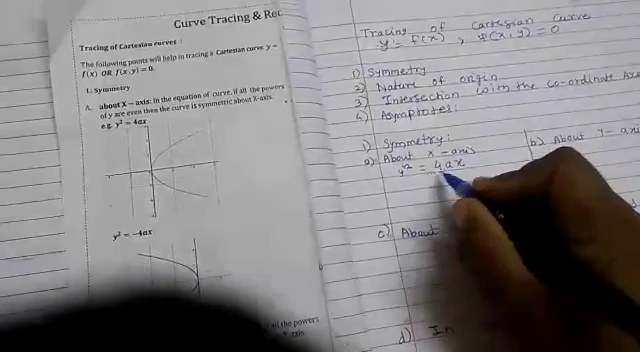 Curve Tracing & Rec
Tracing of Cartesian curves :
The following points will help in tracing a Cartesian curve y =
f(x) OR f(x, y) = 0.
1: Symmetry
A. about X – axis: in the equation of curve, if all the powers
of y are even then the curve is symmetric about X-axis.
e.g. y² = 4ax
y² = −4ax
all the powers
Y-axis
Tracing of Cartesian Curve
y = f(x) , f(x,y) = 0
1) Symmetry
2) Nature of origin
3) Intersection with the co-ordinate Axe
4) Asymptotes:
1) Symmetry:
a) About x - axis
y² = 4ax
b) About y - axis
c) About
d) In